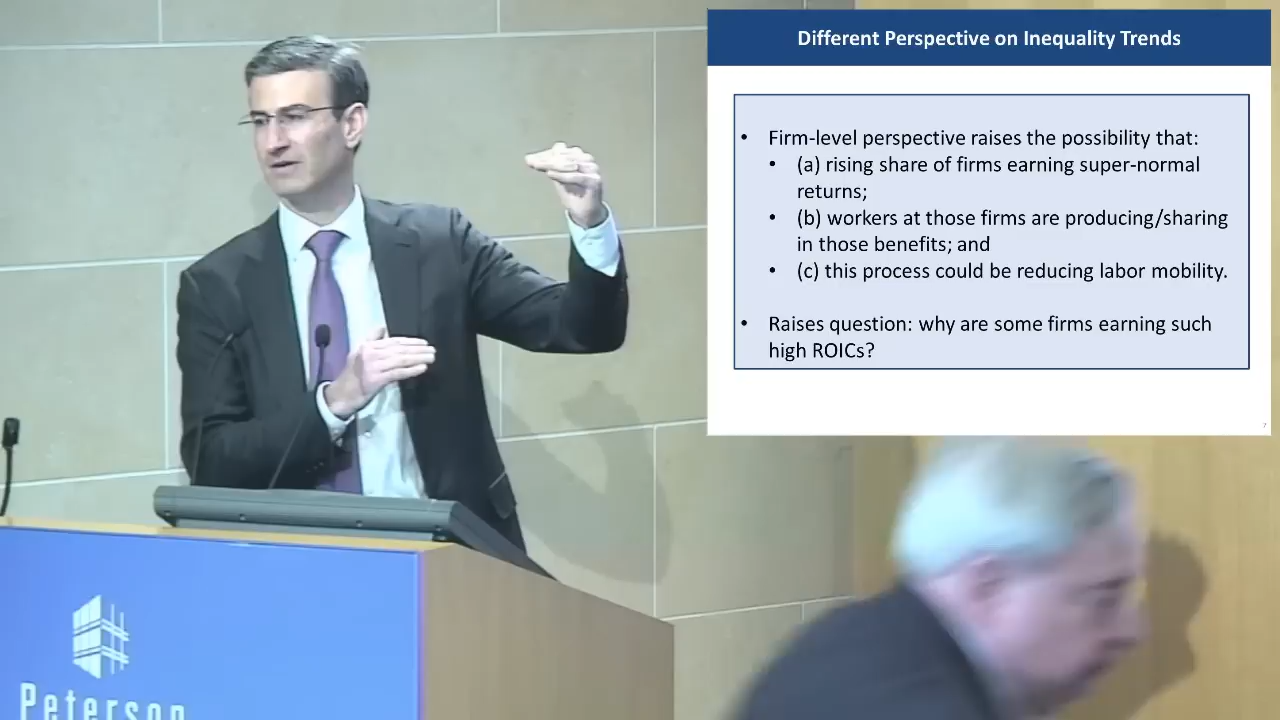 Different Perspective on Inequality Trends
• Firm-level perspective raises the possibility that:
• (a) rising share of firms earning super-normal
returns;
• (b) workers at those firms are producing/sharing
in those benefits; and
• (c) this process could be reducing labor mobility.
• Raises question: why are some firms earning such
high ROICs?
7
Peterson